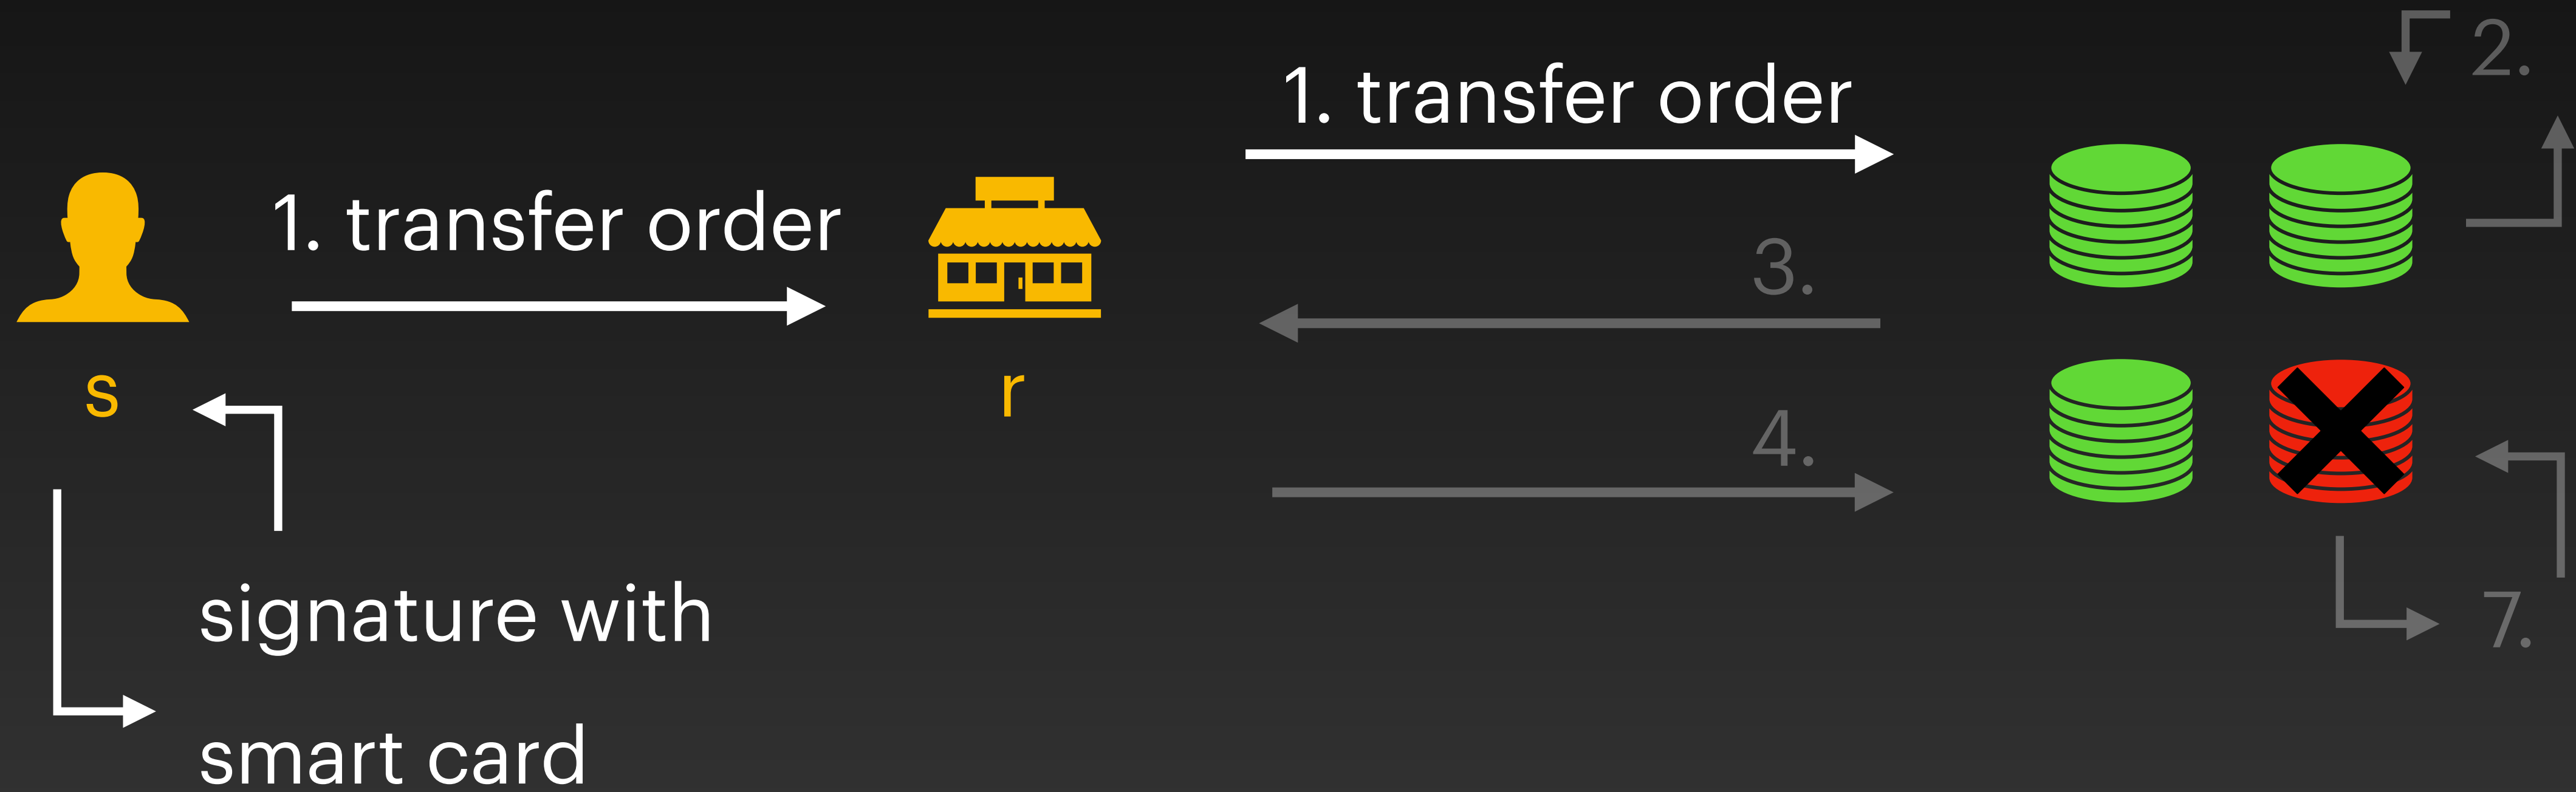 1. transfer order
2.
1. transfer order
3.
s
r
4.
signature with
smart card
7.